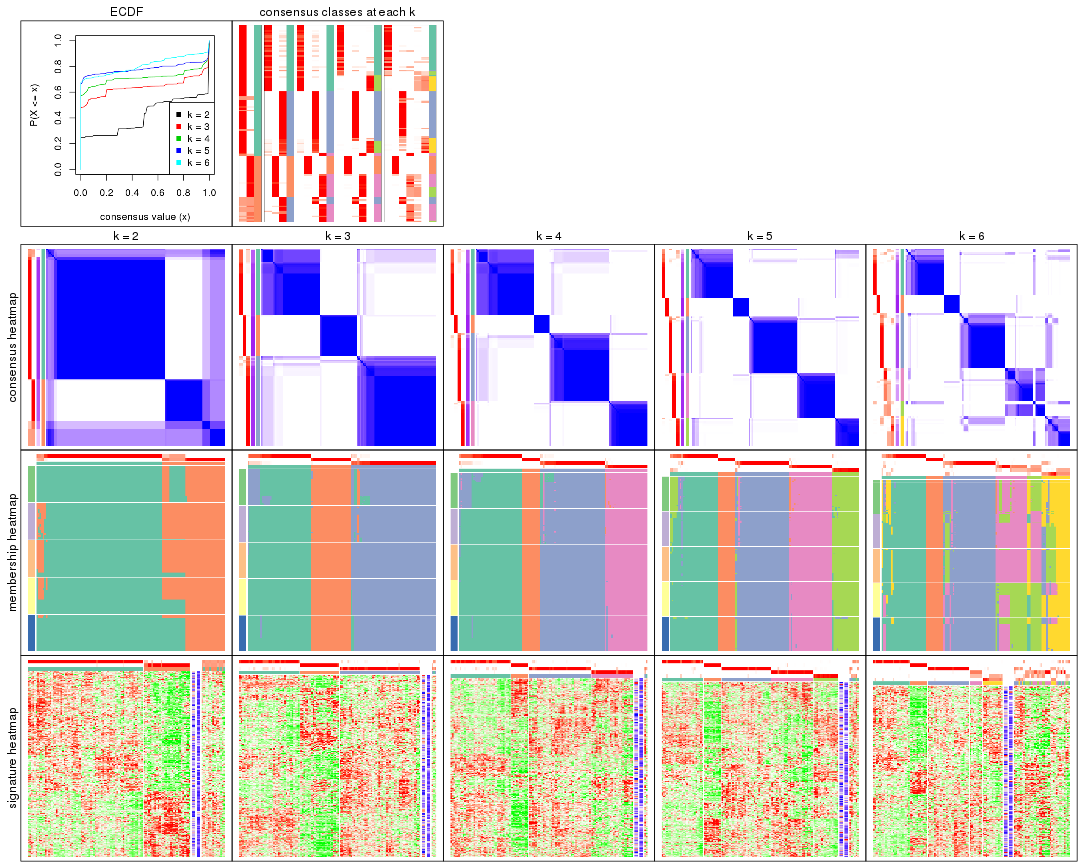 ECDF
consensus classes at each k
P(X <= x)
0.0 0.2 0.4 0.6 0.8 1.0
k = 2
k = 3
k = 4
k = 5
k = 6
0.0 0.2 0.4 0.6 0.8 1.0
consensus value (x)
k = 2 k = 3 k = 4 k = 5 k = 6
consensus heatmap
membership heatmap
signature heatmap